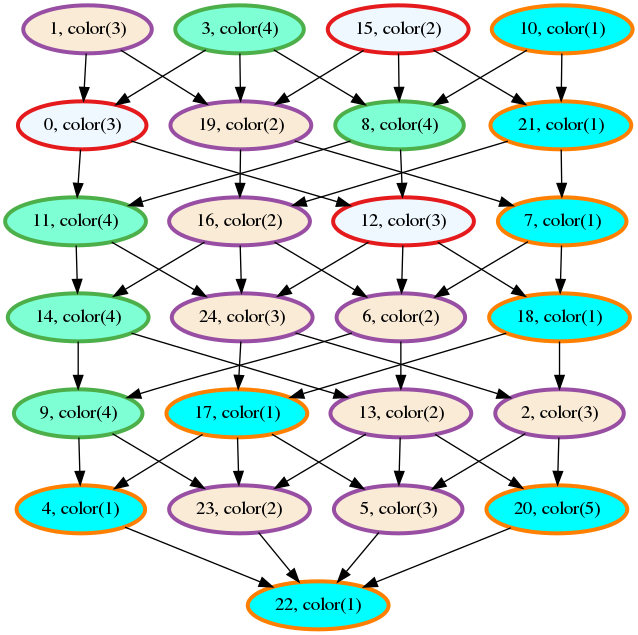 1, color(3)
3, color(4)
15, color(2)
10, color(1)
0, color(3)
19, color(2)
8, color(4)
21, color(1)
11, color(4)
16, color(2)
12, color(3)
7, color(1)
14, color(4)
24, color(3)
6, color(2)
18, color(1)
9, color(4)
17, color(1)
13, color(2)
2, color(3)
4, color(1)
23, color(2)
5, color(3)
20, color(5)
22, color(1)